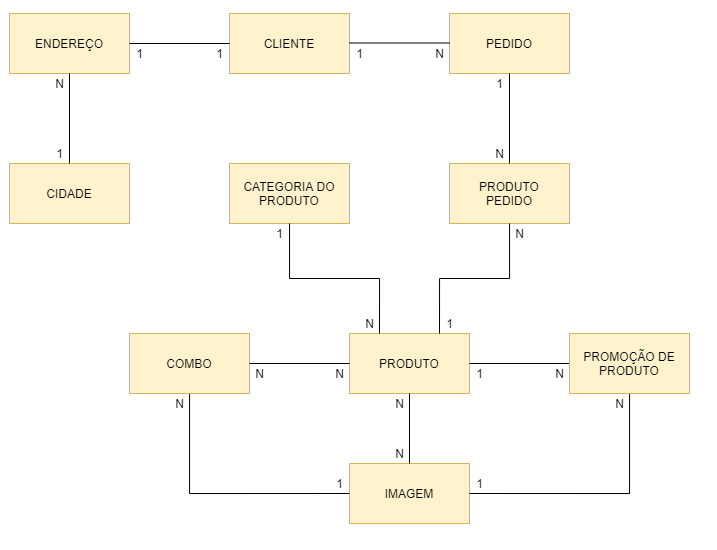 ENDEREÇO
1
1
CLIENTE
1
N
PEDIDO
N
1
1
N
CIDADE
CATEGORIA DO
PRODUTO
PRODUTO
PEDIDO
1
N
N
1
COMBO
N
N
PRODUTO
1
N
PROMOÇÃO DE
PRODUTO
N
N
N
N
1
IMAGEM
1